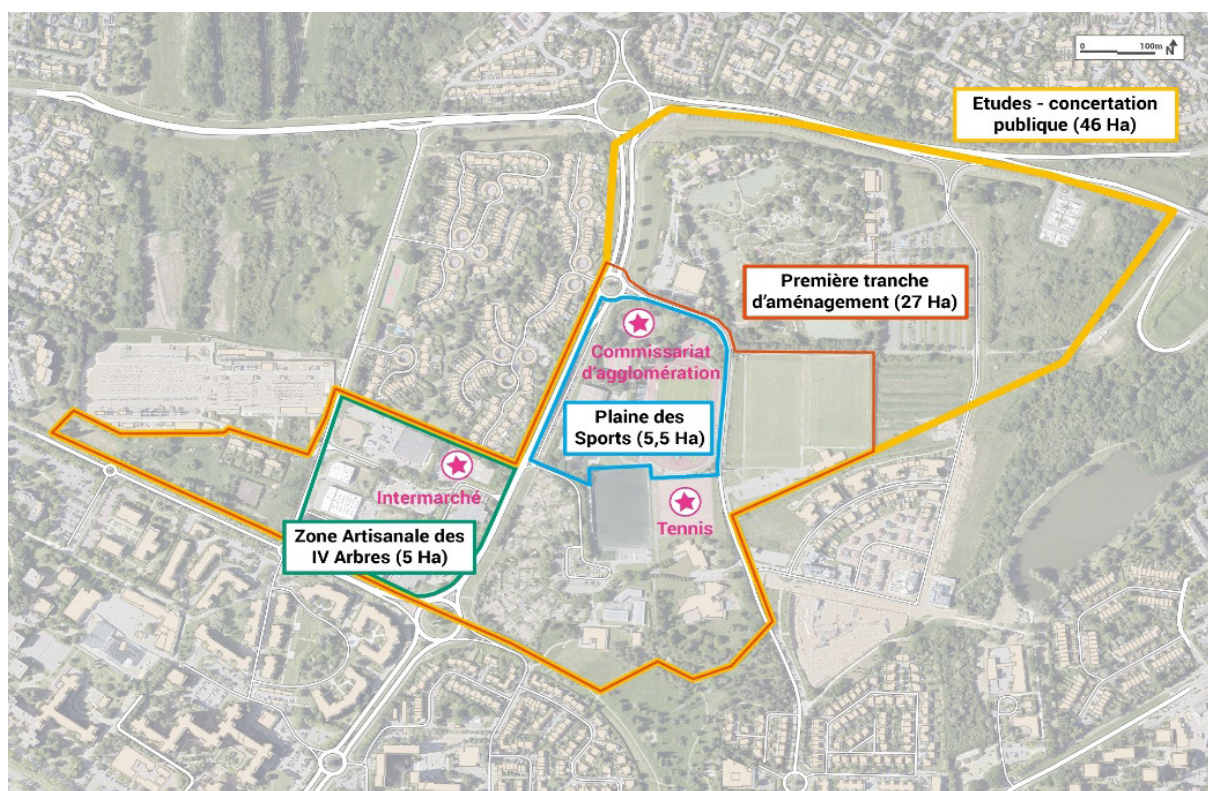 0 100m N
Etudes - concertation
publique (46 Ha)
Première tranche
d'aménagement (27 Ha)
Commissariat
d'agglomération
Plaine des
Sports (5,5 Ha)
Intermarché
Tennis
Zone Artisanale des
IV Arbres (5 Ha)